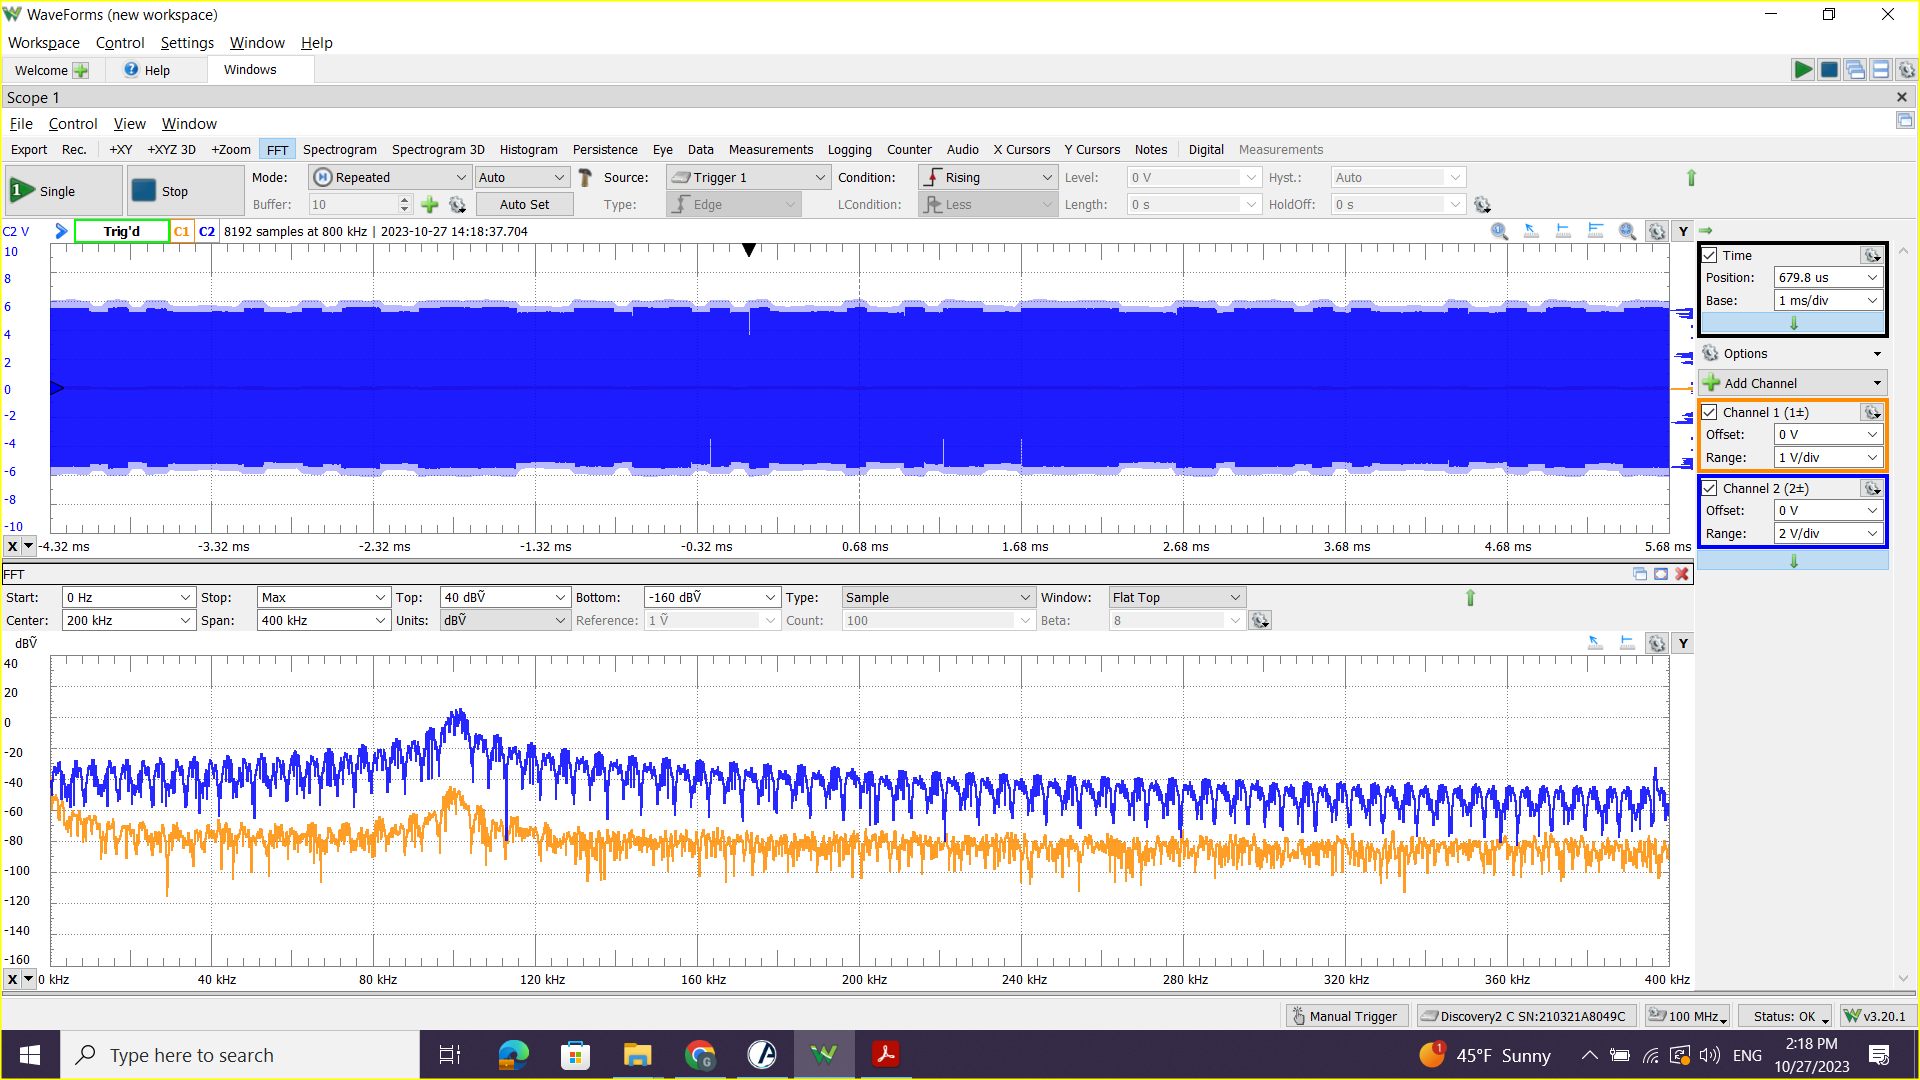 WaveForms (new workspace)
Workspace Control Settings Window Help
Welcome Help Windows
Scope 1
File Control View Window
Export Rec. +XY +XYZ 3D +Zoom FFT Spectrogram Spectrogram 3D Histogram Persistence Eye Data Measurements Logging Counter Audio X Cursors Y Cursors Notes Digital Measurements
1 Single Stop Mode: Repeated Auto Source: Trigger 1 Condition: Rising Level: 0 V Hyst.: Auto
Buffer: 10 Auto Set Type: Edge LCondition: Less Length: 0 s HoldOff: 0 s
C2 V Trig'd C1 C2 8192 samples at 800 kHz | 2023-10-27 14:18:37.704 Y
10
8
6
4
2
0
-2
-4
-6
-8
-10
X -4.32 ms -3.32 ms -2.32 ms -1.32 ms -0.32 ms 0.68 ms 1.68 ms 2.68 ms 3.68 ms 4.68 ms 5.68 ms
Time
Position: 679.8 us
Base: 1 ms/div
Options
Add Channel
Channel 1 (1±)
Offset: 0 V
Range: 1 V/div
Channel 2 (2±)
Offset: 0 V
Range: 2 V/div
FFT
Start: 0 Hz Stop: Max Top: 40 dBṼ Bottom: -160 dBṼ Type: Sample Window: Flat Top
Center: 200 kHz Span: 400 kHz Units: dBṼ Reference: 1 Ṽ Count: 100 Beta: 8
dBṼ Y
40
20
0
-20
-40
-60
-80
-100
-120
-140
-160
X 0 kHz 40 kHz 80 kHz 120 kHz 160 kHz 200 kHz 240 kHz 280 kHz 320 kHz 360 kHz 400 kHz
Manual Trigger Discovery2 C SN:210321A8049C 100 MHz Status: OK v3.20.1
Type here to search 1 45°F Sunny ENG 2:18 PM
10/27/2023